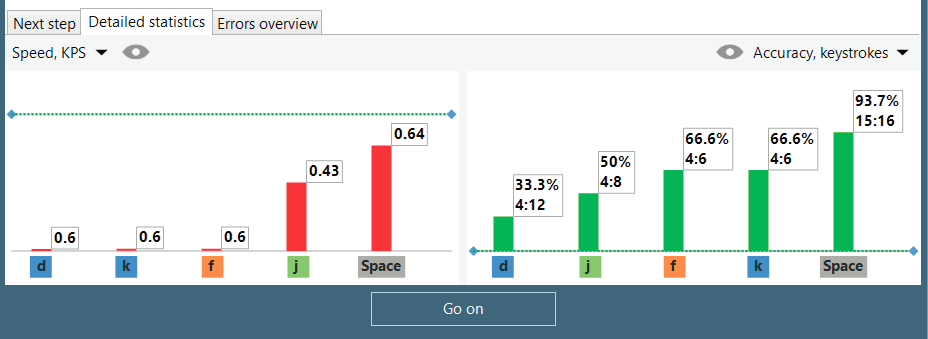 Next step Detailed statistics Errors overview
Speed, KPS
0.6 0.6 0.6 0.43 0.64
d k f j Space
Accuracy, keystrokes
33.3%
4:12
50%
4:8
66.6%
4:6
66.6%
4:6
93.7%
15:16
d j f k Space
Go on